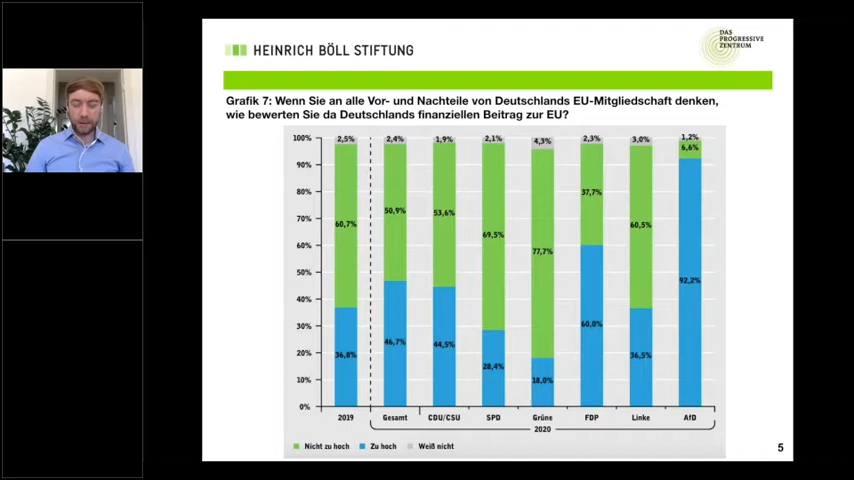 HEINRICH BÖLL STIFTUNG
DAS
PROGRESSIVE
ZENTRUM
Grafik 7: Wenn Sie an alle Vor- und Nachteile von Deutschlands EU-Mitgliedschaft denken,
wie bewerten Sie da Deutschlands finanziellen Beitrag zur EU?
100% 2,5% 2,4% 1,9% 2,1% 4,3% 2,3% 3,0% 1,2%
6,6%
90%
80%
37,7%
70%
60,7% 50,9% 53,6% 69,5% 60,5%
60%
77,7%
50%
92,2%
40%
30%
60,0%
46,7% 44,5%
20%
36,8% 28,4% 36,5%
10%
18,0%
0%
2019 Gesamt CDU/CSU SPD Grüne FDP Linke AfD
2020
Nicht zu hoch Zu hoch Weiß nicht
5